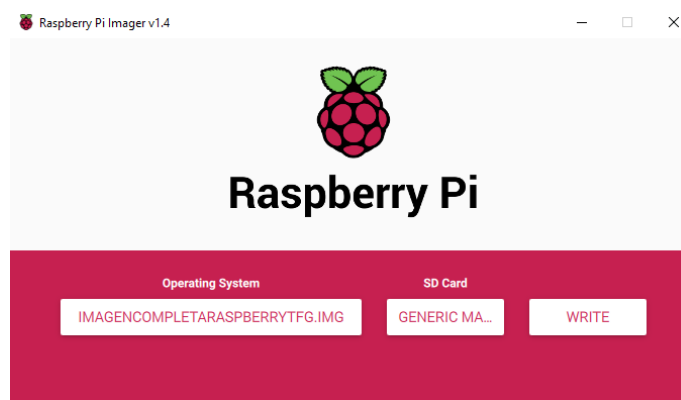 Raspberry Pi Imager v1.4
Raspberry Pi
Operating System
SD Card
IMAGENCOMPLETARASPBERRYTFG.IMG
GENERIC MA...
WRITE